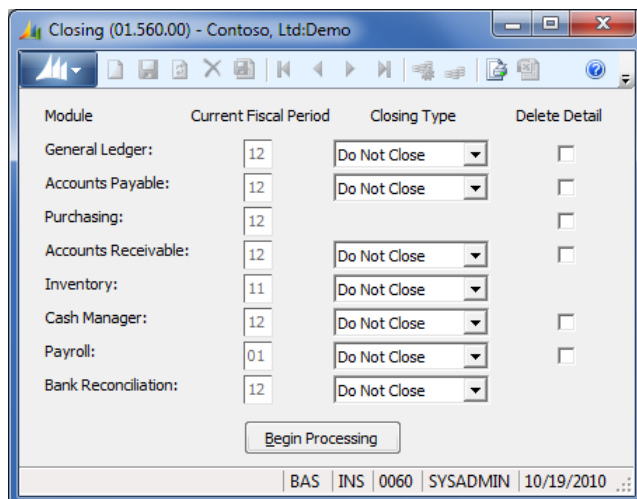 Closing (01.560.00) - Contoso, Ltd:Demo
Module Current Fiscal Period Closing Type Delete Detail
General Ledger: 12 Do Not Close
Accounts Payable: 12 Do Not Close
Purchasing: 12
Accounts Receivable: 12 Do Not Close
Inventory: 11 Do Not Close
Cash Manager: 12 Do Not Close
Payroll: 01 Do Not Close
Bank Reconciliation: 12 Do Not Close
Begin Processing
BAS INS 0060 SYSADMIN 10/19/2010